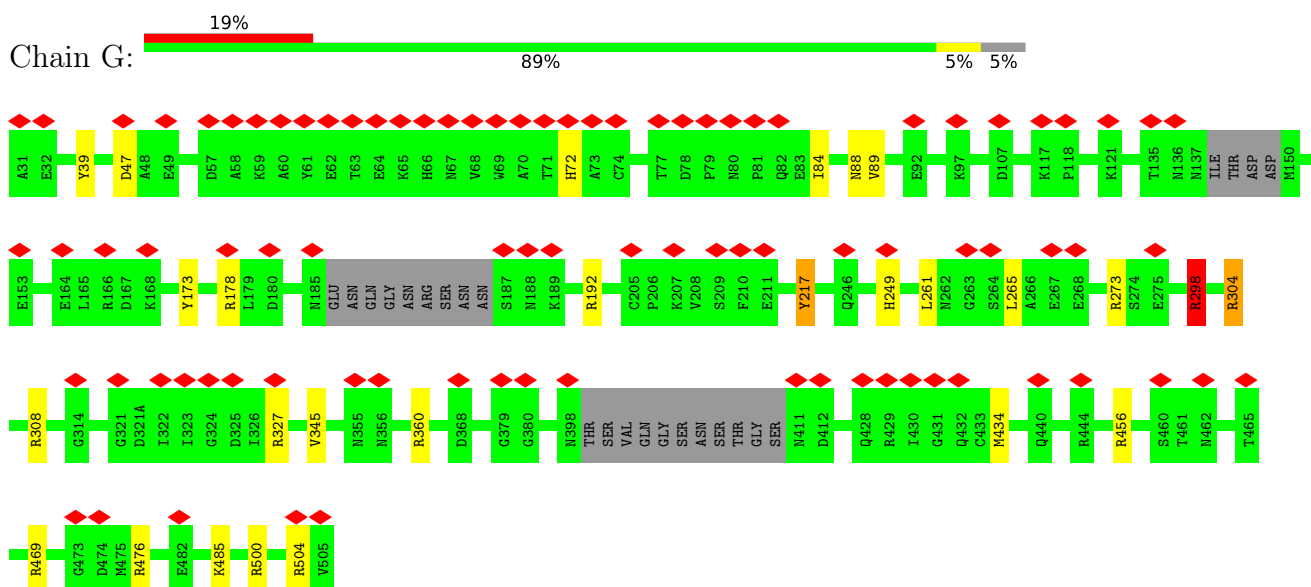 19%
Chain G:
89% 5% 5%
A31 E32 Y39 D47 A48 E49 D57 A58 K59 A60 Y61 E62 T63 E64 K65 H66 N67 V68 W69 A70 T71 H72 A73 C74 T77 D78 P79 N80 P81 Q82 E83 I84 N88 V89 E92 K97 D107 K117 P118 K121 T135 N136 N137 ILE THR ASP ASP M150
E153 E164 L165 R166 D167 K168 Y173 R178 L179 D180 N185 GLU ASN GLN GLY ASN ARG SER ASN ASN S187 N188 K189 R192 C205 P206 K207 V208 S209 F210 E211 Y217 Q246 H249 L261 N262 G263 S264 L265 A266 E267 E268 R273 S274 E275 R298 R304
R308 G314 G321 D321A I322 I323 G324 D325 I326 R327 V345 N355 N356 R360 D368 G379 G380 N398 THR SER VAL GLN GLY SER ASN SER THR GLY SER N411 D412 Q428 R429 I430 G431 Q432 C433 M434 Q440 R444 R456 S460 T461 N462 T465
R469 G473 D474 M475 R476 E482 K485 R500 R504 V505